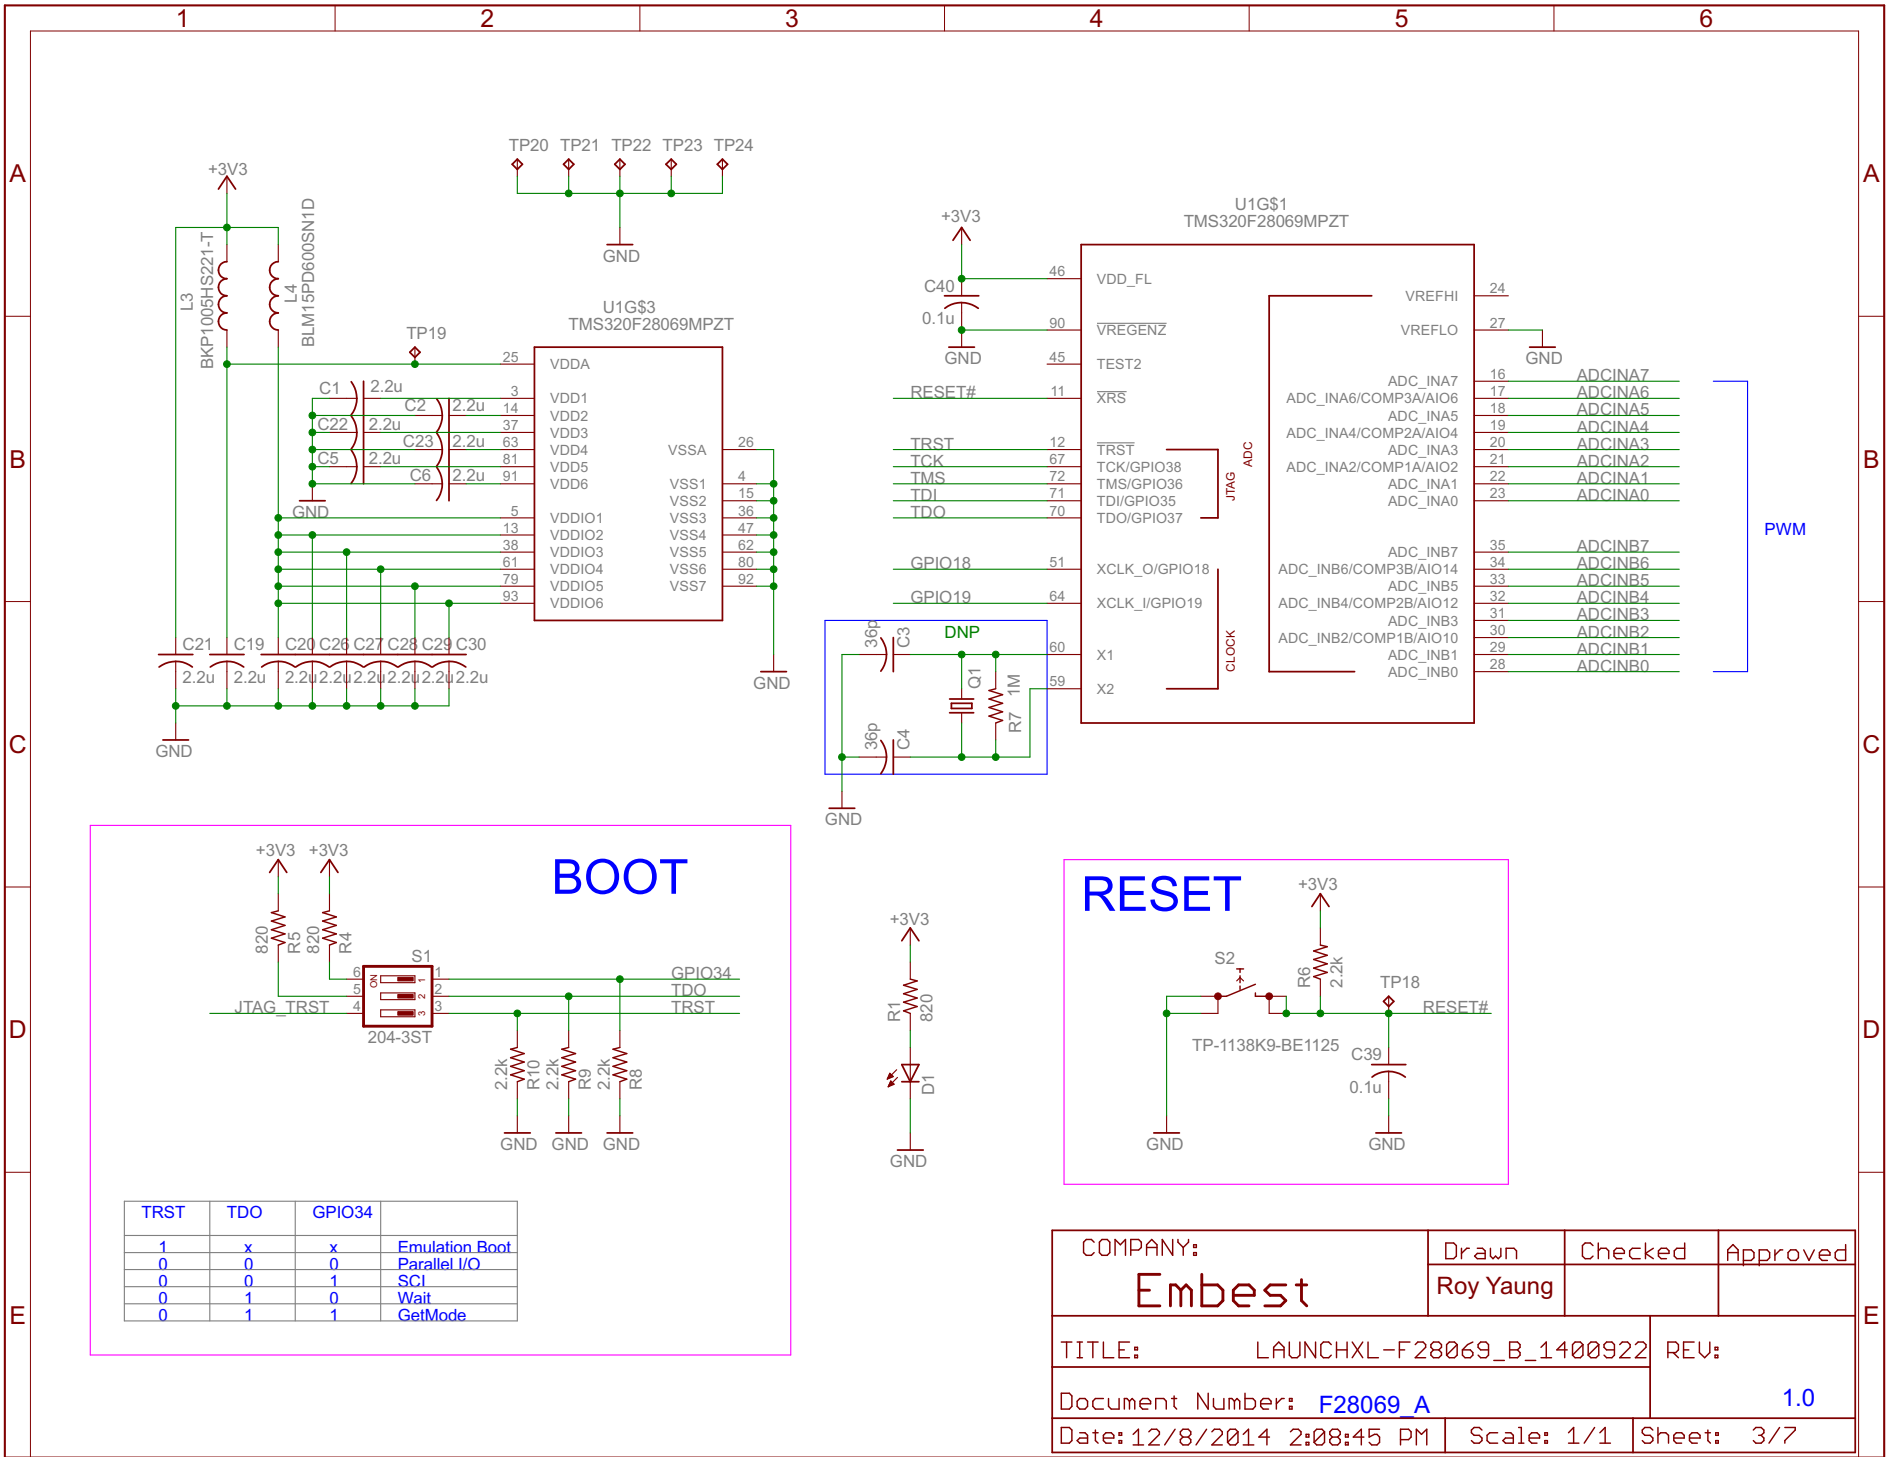 1 2 3 4 5 6
A A
B B
C C
D D
E E
+3V3
L3
BKP1005HS221-T
L4
BLM15PD600SN1D
TP20 TP21 TP22 TP23 TP24
GND
TP19
U1G$3
TMS320F28069MPZT
25 VDDA
3 VDD1
14 VDD2
37 VDD3
63 VDD4
81 VDD5
91 VDD6
5 VDDIO1
13 VDDIO2
38 VDDIO3
61 VDDIO4
79 VDDIO5
93 VDDIO6
VSSA 26
VSS1 4
VSS2 15
VSS3 36
VSS4 47
VSS5 62
VSS6 80
VSS7 92
GND
C1 2.2u
C2 2.2u
C22 2.2u
C23 2.2u
C5 2.2u
C6 2.2u
GND
C21 C19 C20 C26 C27 C28 C29 C30
2.2u 2.2u 2.2u 2.2u 2.2u 2.2u 2.2u 2.2u
GND
U1G$1
TMS320F28069MPZT
+3V3
C40
0.1u
GND
46 VDD_FL
90 VREGENZ
45 TEST2
RESET# 11 XRS
TRST 12 TRST
TCK 67 TCK/GPIO38
TMS 72 TMS/GPIO36
TDI 71 TDI/GPIO35
TDO 70 TDO/GPIO37
JTAG
GPIO18 51 XCLK_O/GPIO18
GPIO19 64 XCLK_I/GPIO19
60 X1
59 X2
CLOCK
ADC
VREFHI 24
VREFLO 27
GND
ADC_INA7 16 ADCINA7
ADC_INA6/COMP3A/AIO6 17 ADCINA6
ADC_INA5 18 ADCINA5
ADC_INA4/COMP2A/AIO4 19 ADCINA4
ADC_INA3 20 ADCINA3
ADC_INA2/COMP1A/AIO2 21 ADCINA2
ADC_INA1 22 ADCINA1
ADC_INA0 23 ADCINA0
ADC_INB7 35 ADCINB7
ADC_INB6/COMP3B/AIO14 34 ADCINB6
ADC_INB5 33 ADCINB5
ADC_INB4/COMP2B/AIO12 32 ADCINB4
ADC_INB3 31 ADCINB3
ADC_INB2/COMP1B/AIO10 30 ADCINB2
ADC_INB1 29 ADCINB1
ADC_INB0 28 ADCINB0
PWM
DNP
36p C3
Q1
1M
R7
36p C4
GND
BOOT
+3V3 +3V3
820 R5 820 R4
S1
ON
6 1 1 GPIO34
5 2 2 TDO
JTAG_TRST 4 3 3 TRST
204-3ST
2.2k R10 2.2k R9 2.2k R8
GND GND GND
TRST TDO GPIO34
1 x x Emulation Boot
0 0 0 Parallel I/O
0 0 1 SCI
0 1 0 Wait
0 1 1 GetMode
+3V3
R1
820
D1
GND
RESET
+3V3
S2
R6
2.2k
TP18
RESET#
TP-1138K9-BE1125
C39
0.1u
GND GND
COMPANY:
Embest
Drawn Checked Approved
Roy Yaung
TITLE: LAUNCHXL-F28069_B_1400922 REV:
Document Number: F28069_A 1.0
Date: 12/8/2014 2:08:45 PM Scale: 1/1 Sheet: 3/7